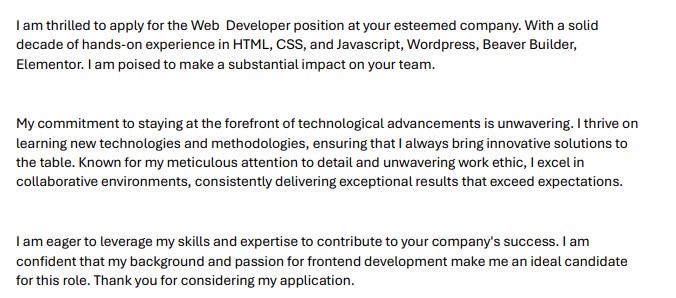 I am thrilled to apply for the Web  Developer position at your esteemed company. With a solid
decade of hands-on experience in HTML, CSS, and Javascript, Wordpress, Beaver Builder,
Elementor. I am poised to make a substantial impact on your team.
My commitment to staying at the forefront of technological advancements is unwavering. I thrive on
learning new technologies and methodologies, ensuring that I always bring innovative solutions to
the table. Known for my meticulous attention to detail and unwavering work ethic, I excel in
collaborative environments, consistently delivering exceptional results that exceed expectations.
I am eager to leverage my skills and expertise to contribute to your company's success. I am
confident that my background and passion for frontend development make me an ideal candidate
for this role. Thank you for considering my application.